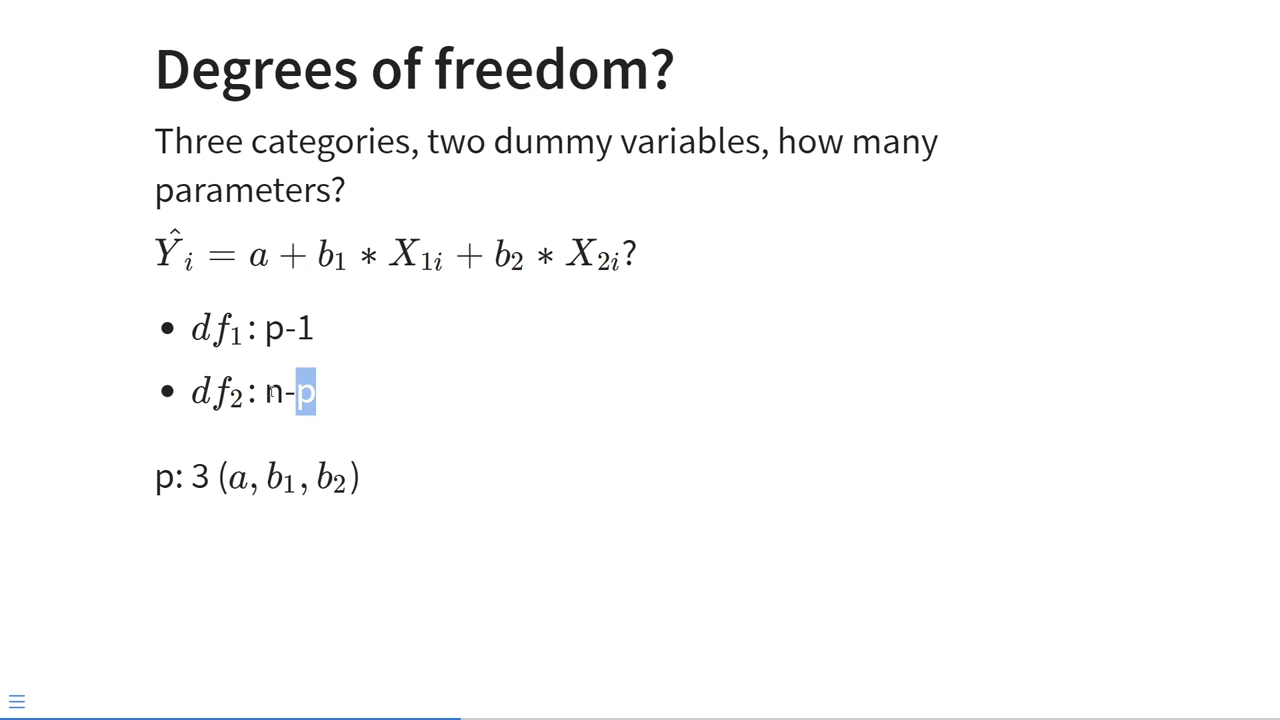 Degrees of freedom?
Three categories, two dummy variables, how many
parameters?
Ŷᵢ = a + b₁ * X₁ᵢ + b₂ * X₂ᵢ?
• df₁: p-1
• df₂: n-p
p: 3 (a, b₁, b₂)